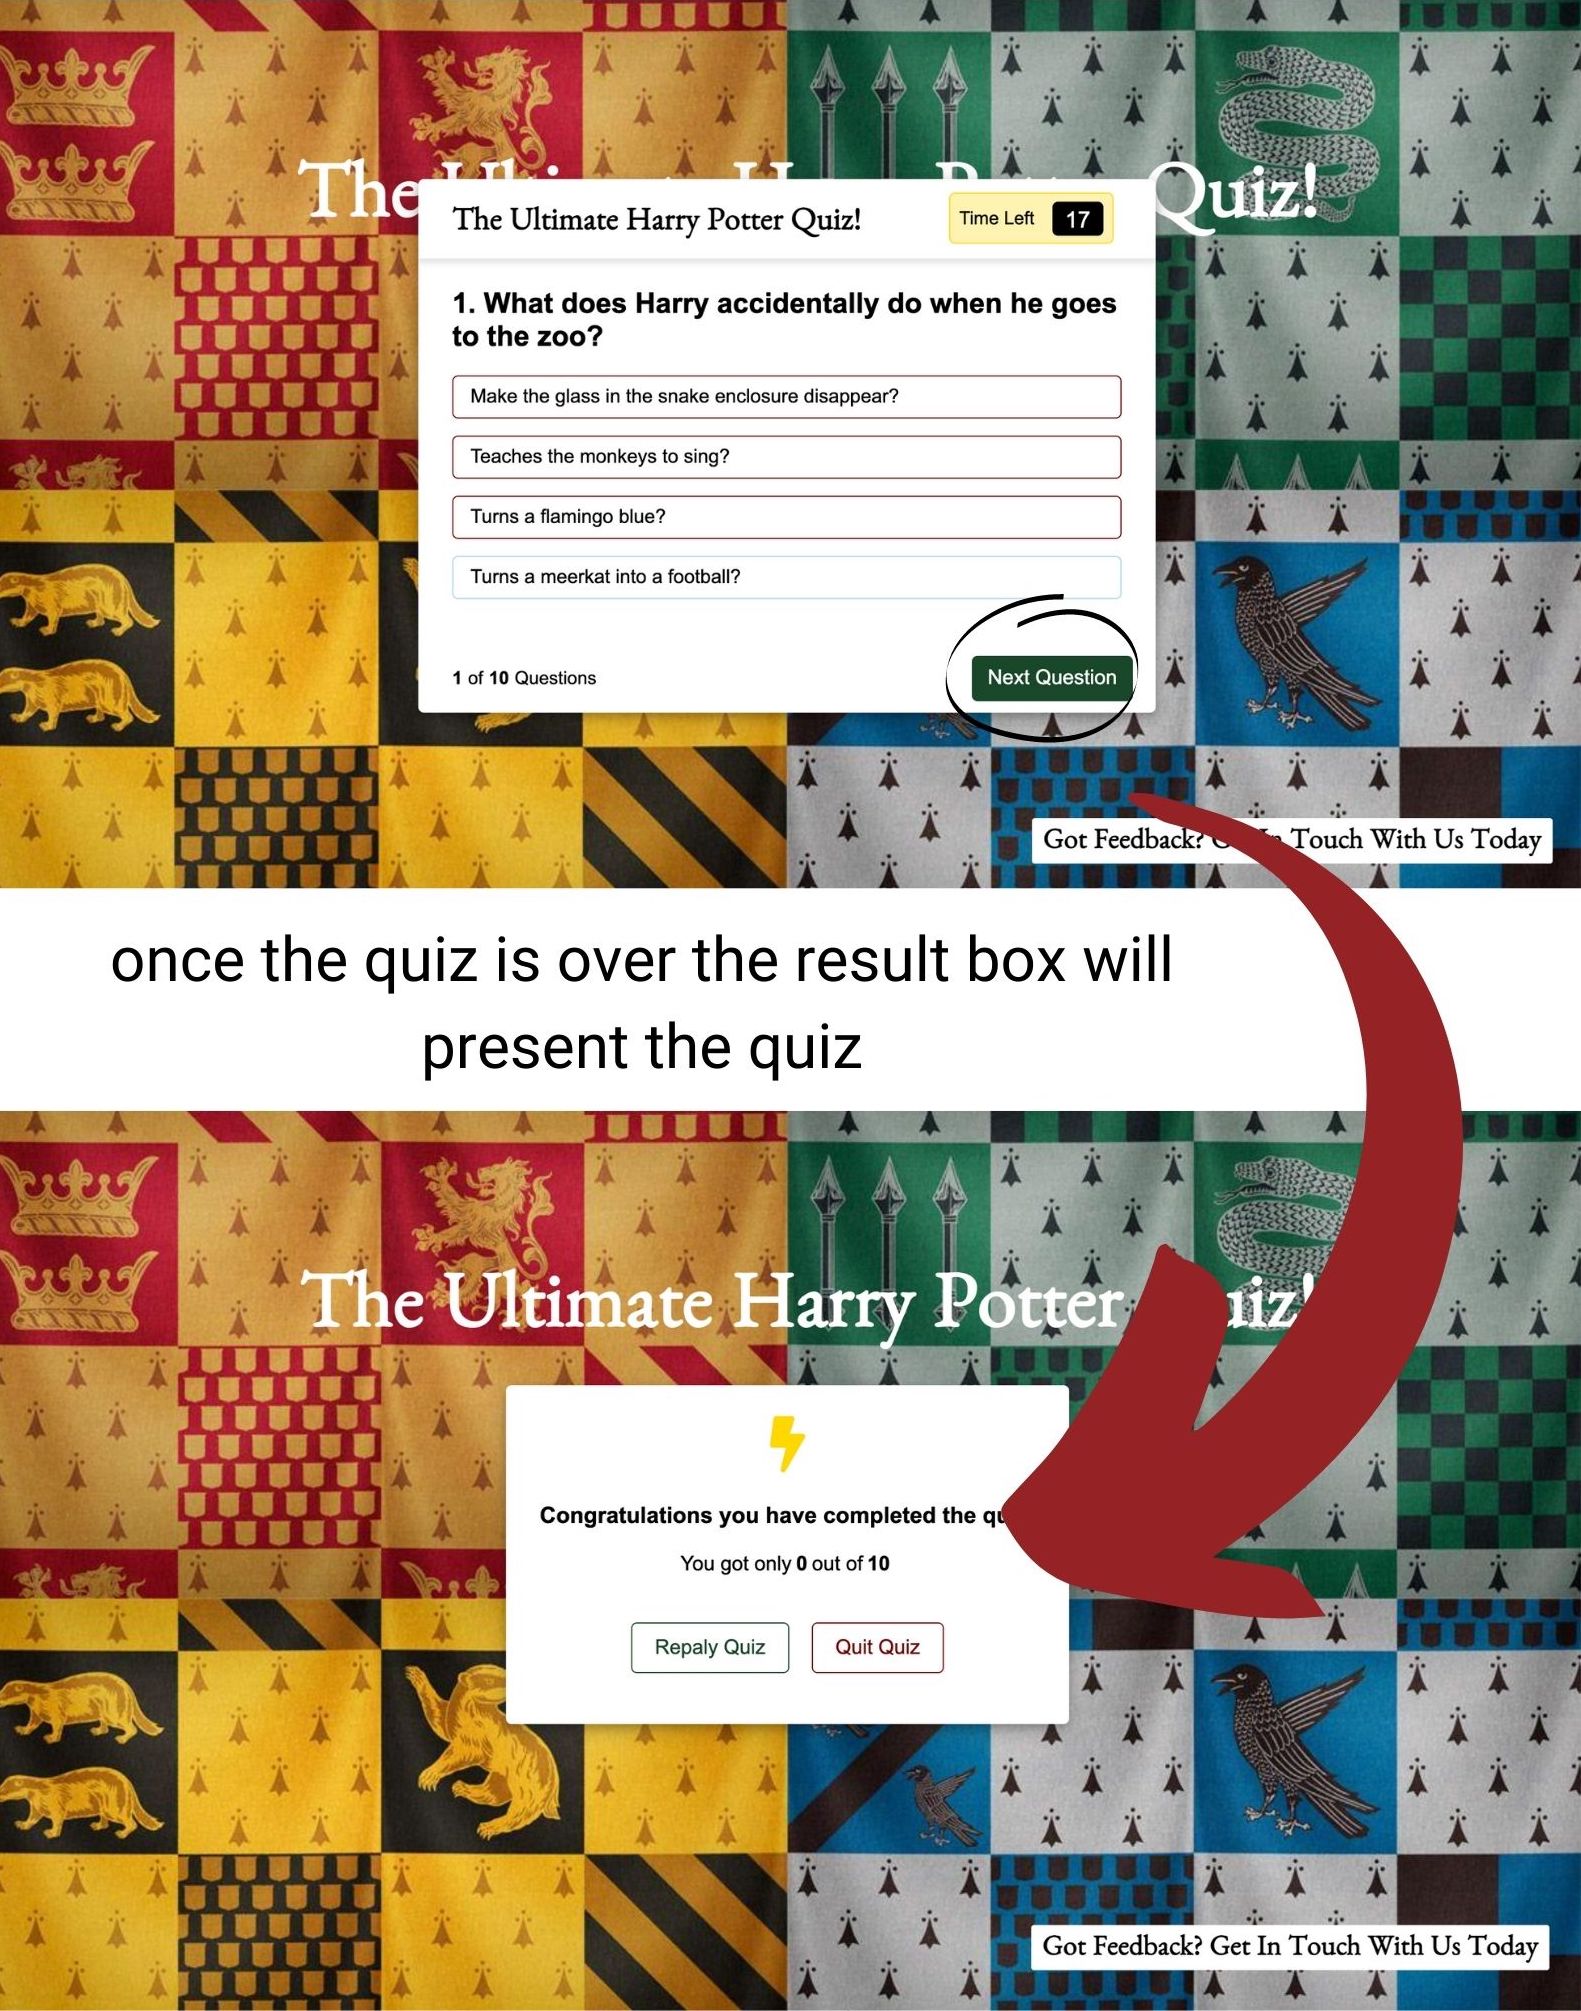 The Quiz!
The Ultimate Harry Potter Quiz!
Time Left 17
1. What does Harry accidentally do when he goes
to the zoo?
Make the glass in the snake enclosure disappear?
Teaches the monkeys to sing?
Turns a flamingo blue?
Turns a meerkat into a football?
1 of 10 Questions
Next Question
Got Feedback? In Touch With Us Today
once the quiz is over the result box will
present the quiz
The Ultimate Harry Potter uiz!
Congratulations you have completed the qu
You got only 0 out of 10
Repaly Quiz
Quit Quiz
Got Feedback? Get In Touch With Us Today